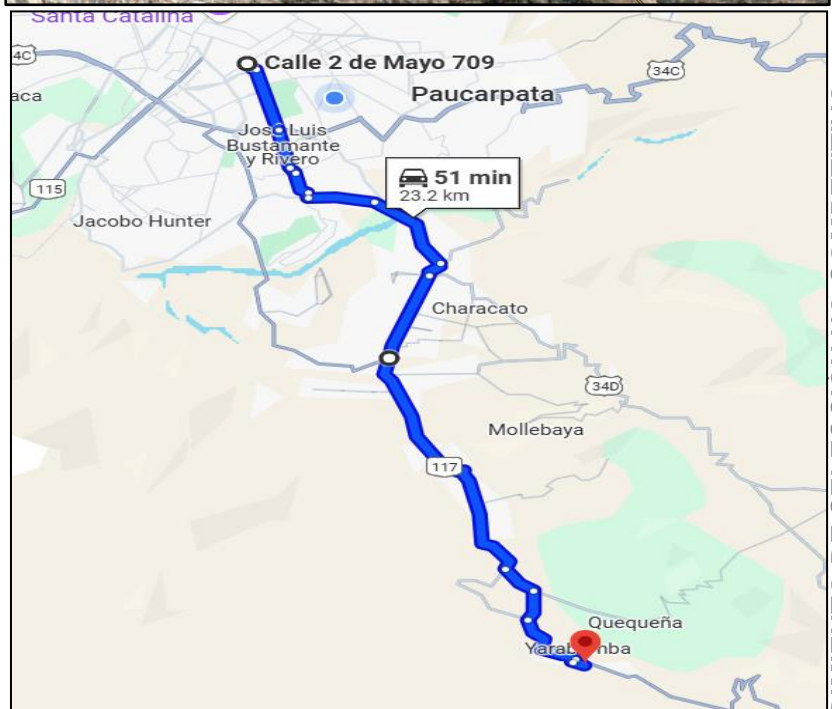 Santa Catalina
4C
34C
Calle 2 de Mayo 709
aca
Paucarpata
José Luis
Bustamante
y Rivero
51 min
23.2 km
115
Jacobo Hunter
Characato
34D
Mollebaya
117
Quequeña
Yarabamba